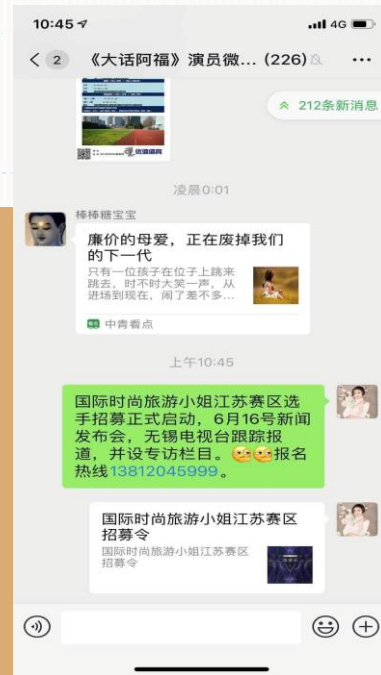 10:45
4G
2
《大话阿福》演员微... (226)
212条新消息
优肯体育
凌晨0:01
棒棒糖宝宝
廉价的母爱，正在废掉我们
的下一代
只有一位孩子在位子上跳来
跳去，时不时大笑一声，从
进场到现在，闹了差不多...
中青看点
上午10:45
国际时尚旅游小姐江苏赛区选
手招募正式启动，6月16号新闻
发布会，无锡电视台跟踪报
道，并设专访栏目。🧐🧐报名
热线13812045999。
国际时尚旅游小姐江苏赛区
招募令
国际时尚旅游小姐江苏赛区
招募令